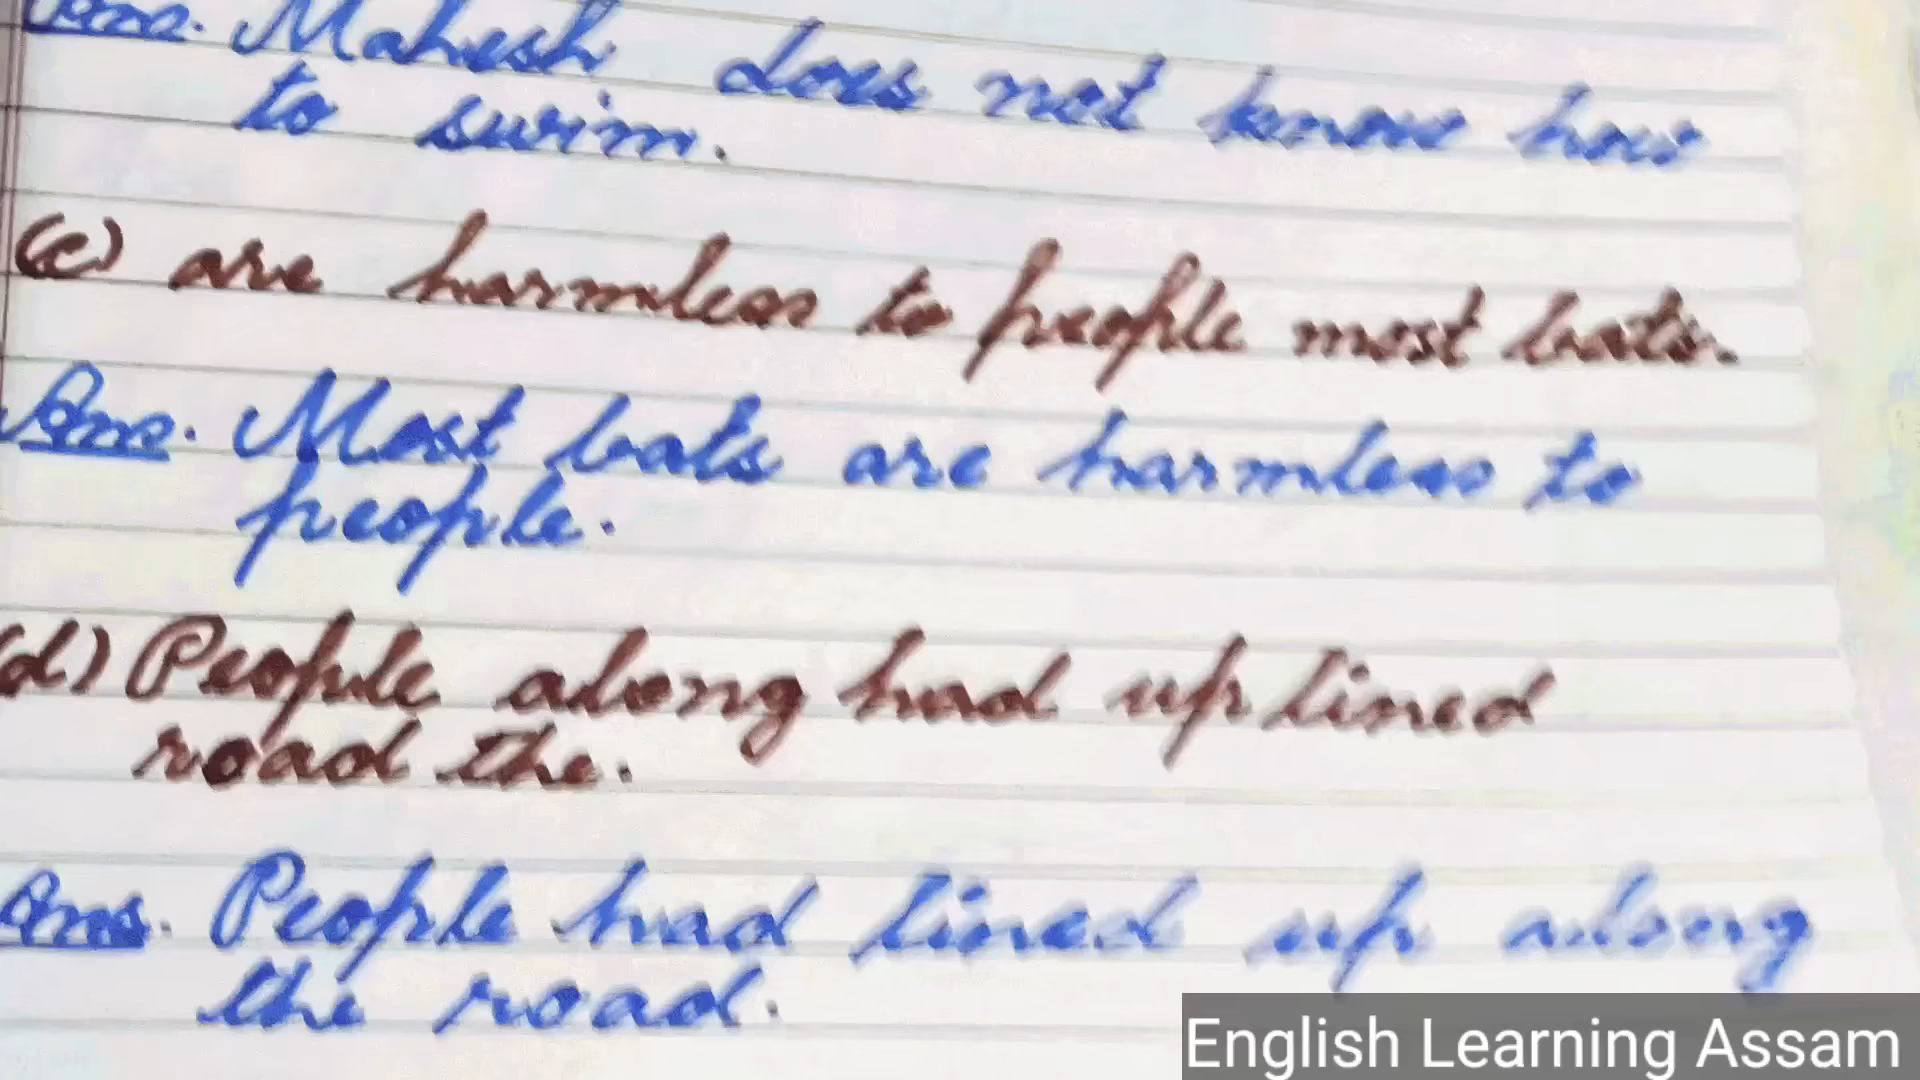 Ans. Mahesh does not know how
to swim.
(c) are harmless to people most bats.
Ans. Most bats are harmless to
people.
(d) People along had up lined
road the.
Ans. People had lined up along
the road.
English Learning Assam